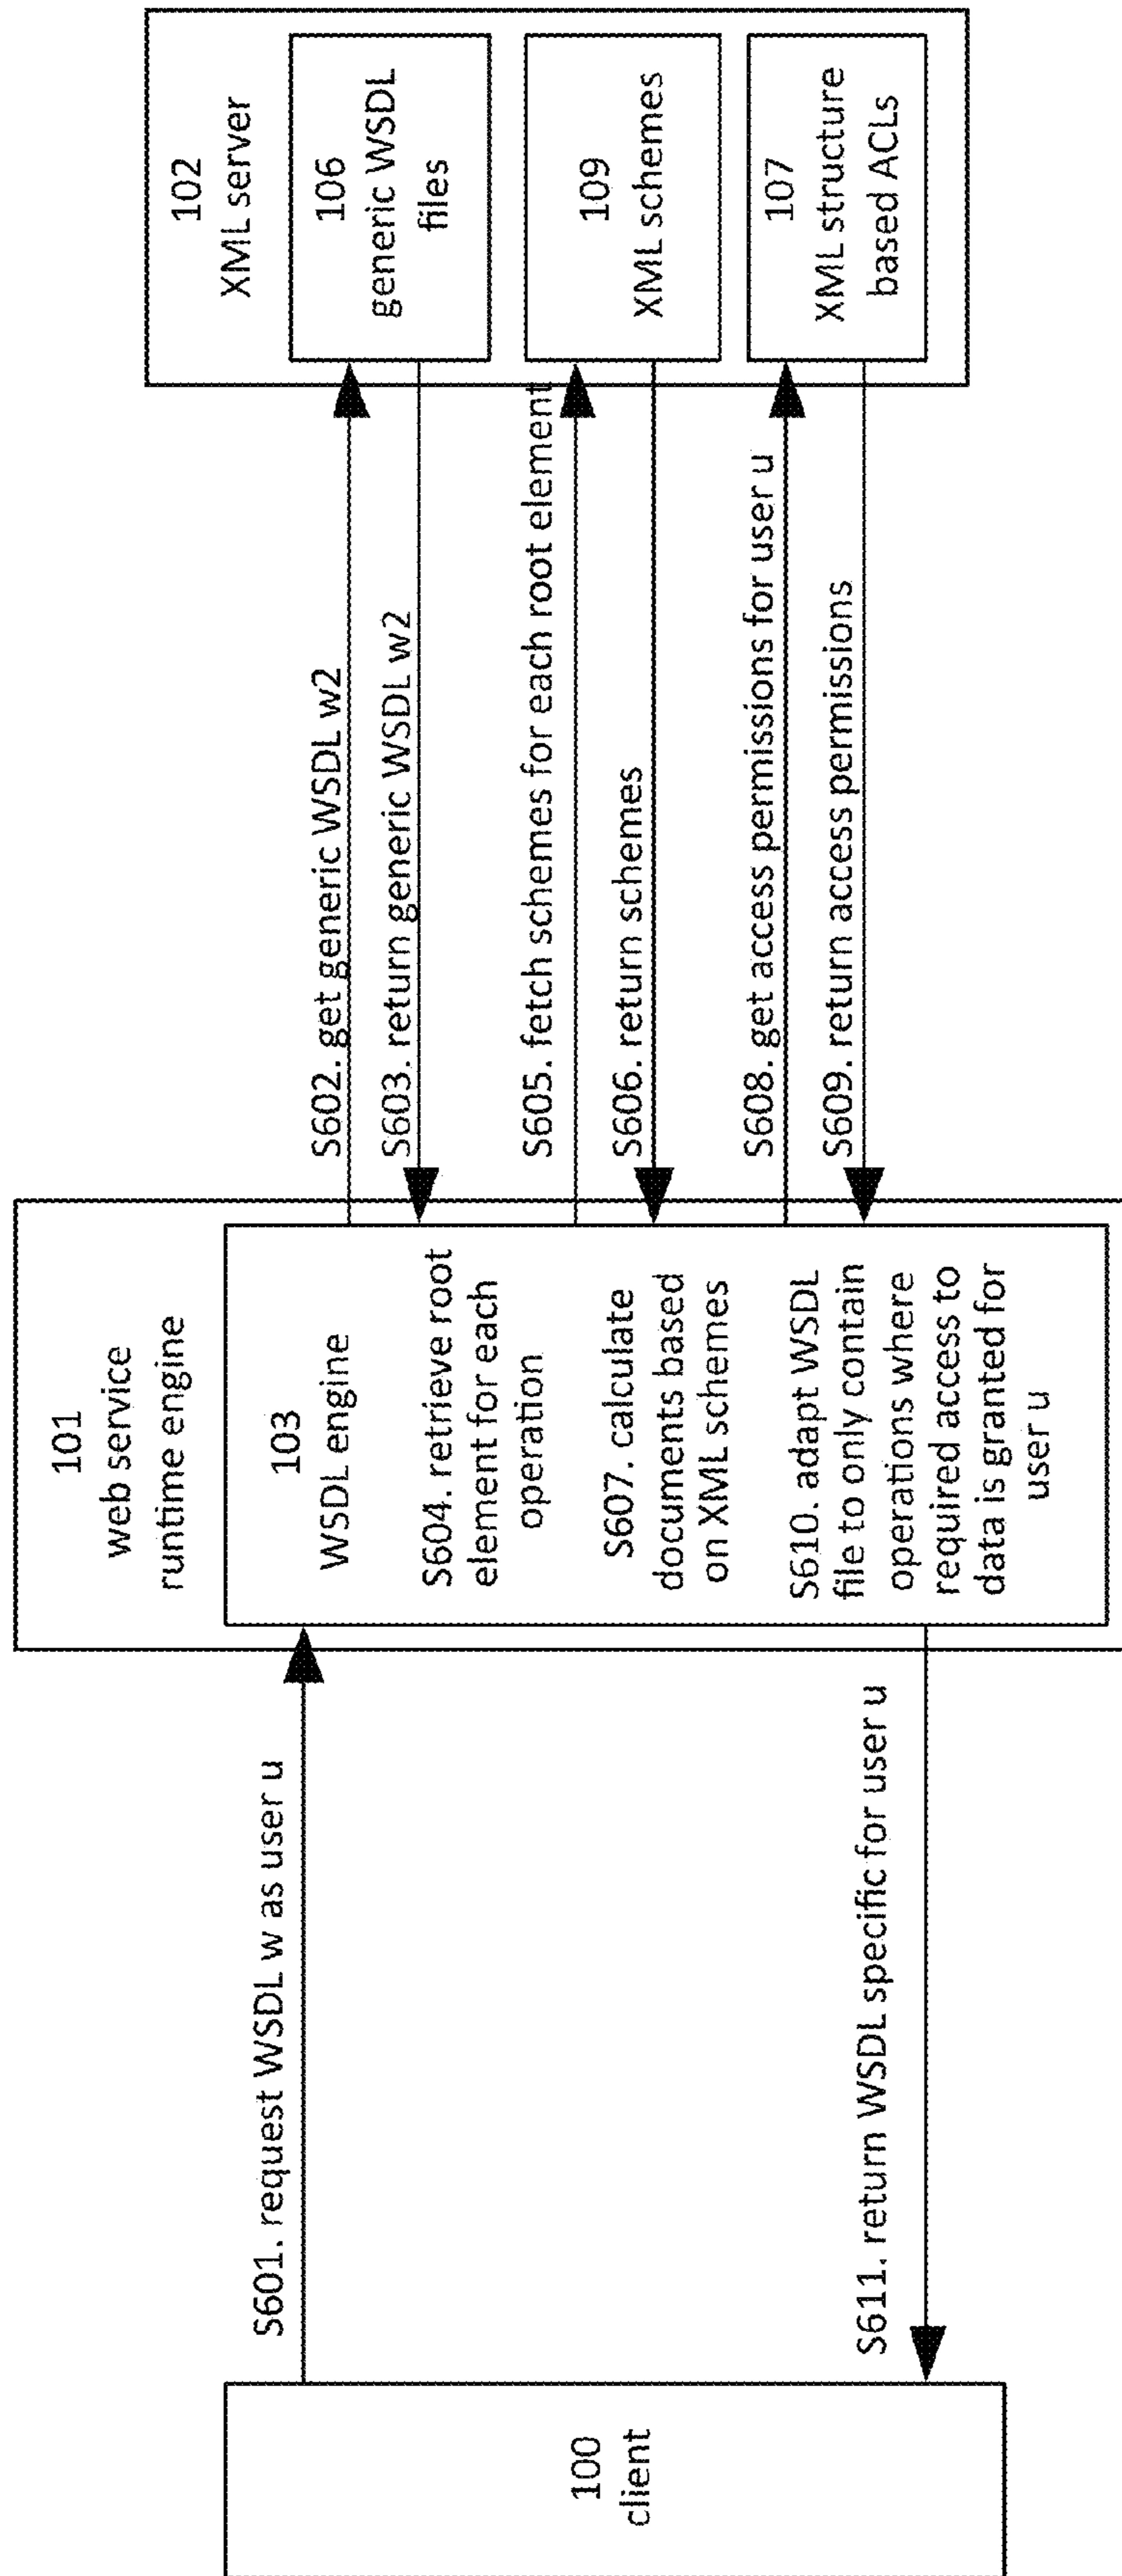 100
client
S601. request WSDL w as user u
S611. return WSDL specific for user u
101
web service
runtime engine
103
WSDL engine
S604. retrieve root
element for each
operation
S607. calculate
documents based
on XML schemes
S610. adapt WSDL
file to only contain
operations where
required access to
data is granted for
user u
S602. get generic WSDL w2
S603. return generic WSDL w2
S605. fetch schemes for each root element
S606. return schemes
S608. get access permissions for user u
S609. return access permissions
102
XML server
106
generic WSDL
files
109
XML schemes
107
XML structure
based ACLs